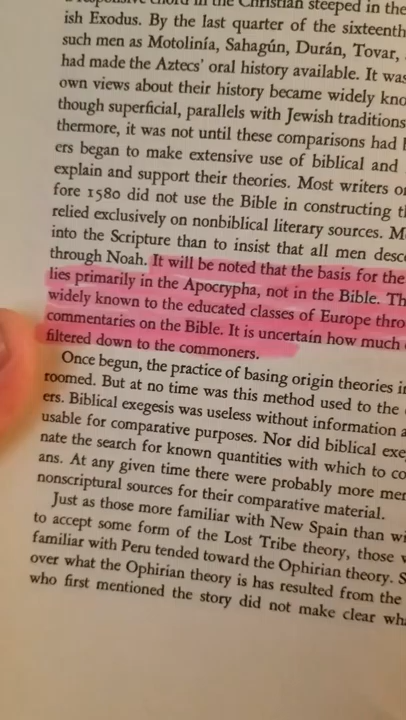 responsive chord in the Christian steeped in the
ish Exodus. By the last quarter of the sixteenth
such men as Motolinía, Sahagún, Durán, Tovar,
had made the Aztecs' oral history available. It was
own views about their history became widely
though superficial, parallels with Jewish traditions
thermore, it was not until these comparisons had
ers began to make extensive use of biblical and
explain and support their theories. Most writers
fore 1580 did not use the Bible in constructing
relied exclusively on nonbiblical literary sources.
into the Scripture than to insist that all men
through Noah. It will be noted that the basis for the
lies primarily in the Apocrypha, not in the Bible.
widely known to the educated classes of Europe
commentaries on the Bible. It is uncertain how much
filtered down to the commoners.
Once begun, the practice of basing origin theories
roomed. But at no time was this method used to the
ers. Biblical exegesis was useless without information
usable for comparative purposes. Nor did biblical
nate the search for known quantities with which to
ans. At any given time there were probably more
nonscriptural sources for their comparative material.
Just as those more familiar with New Spain than
to accept some form of the Lost Tribe theory, those
familiar with Peru tended toward the Ophirian theory.
over what the Ophirian theory is has resulted from the
who first mentioned the story did not make clear